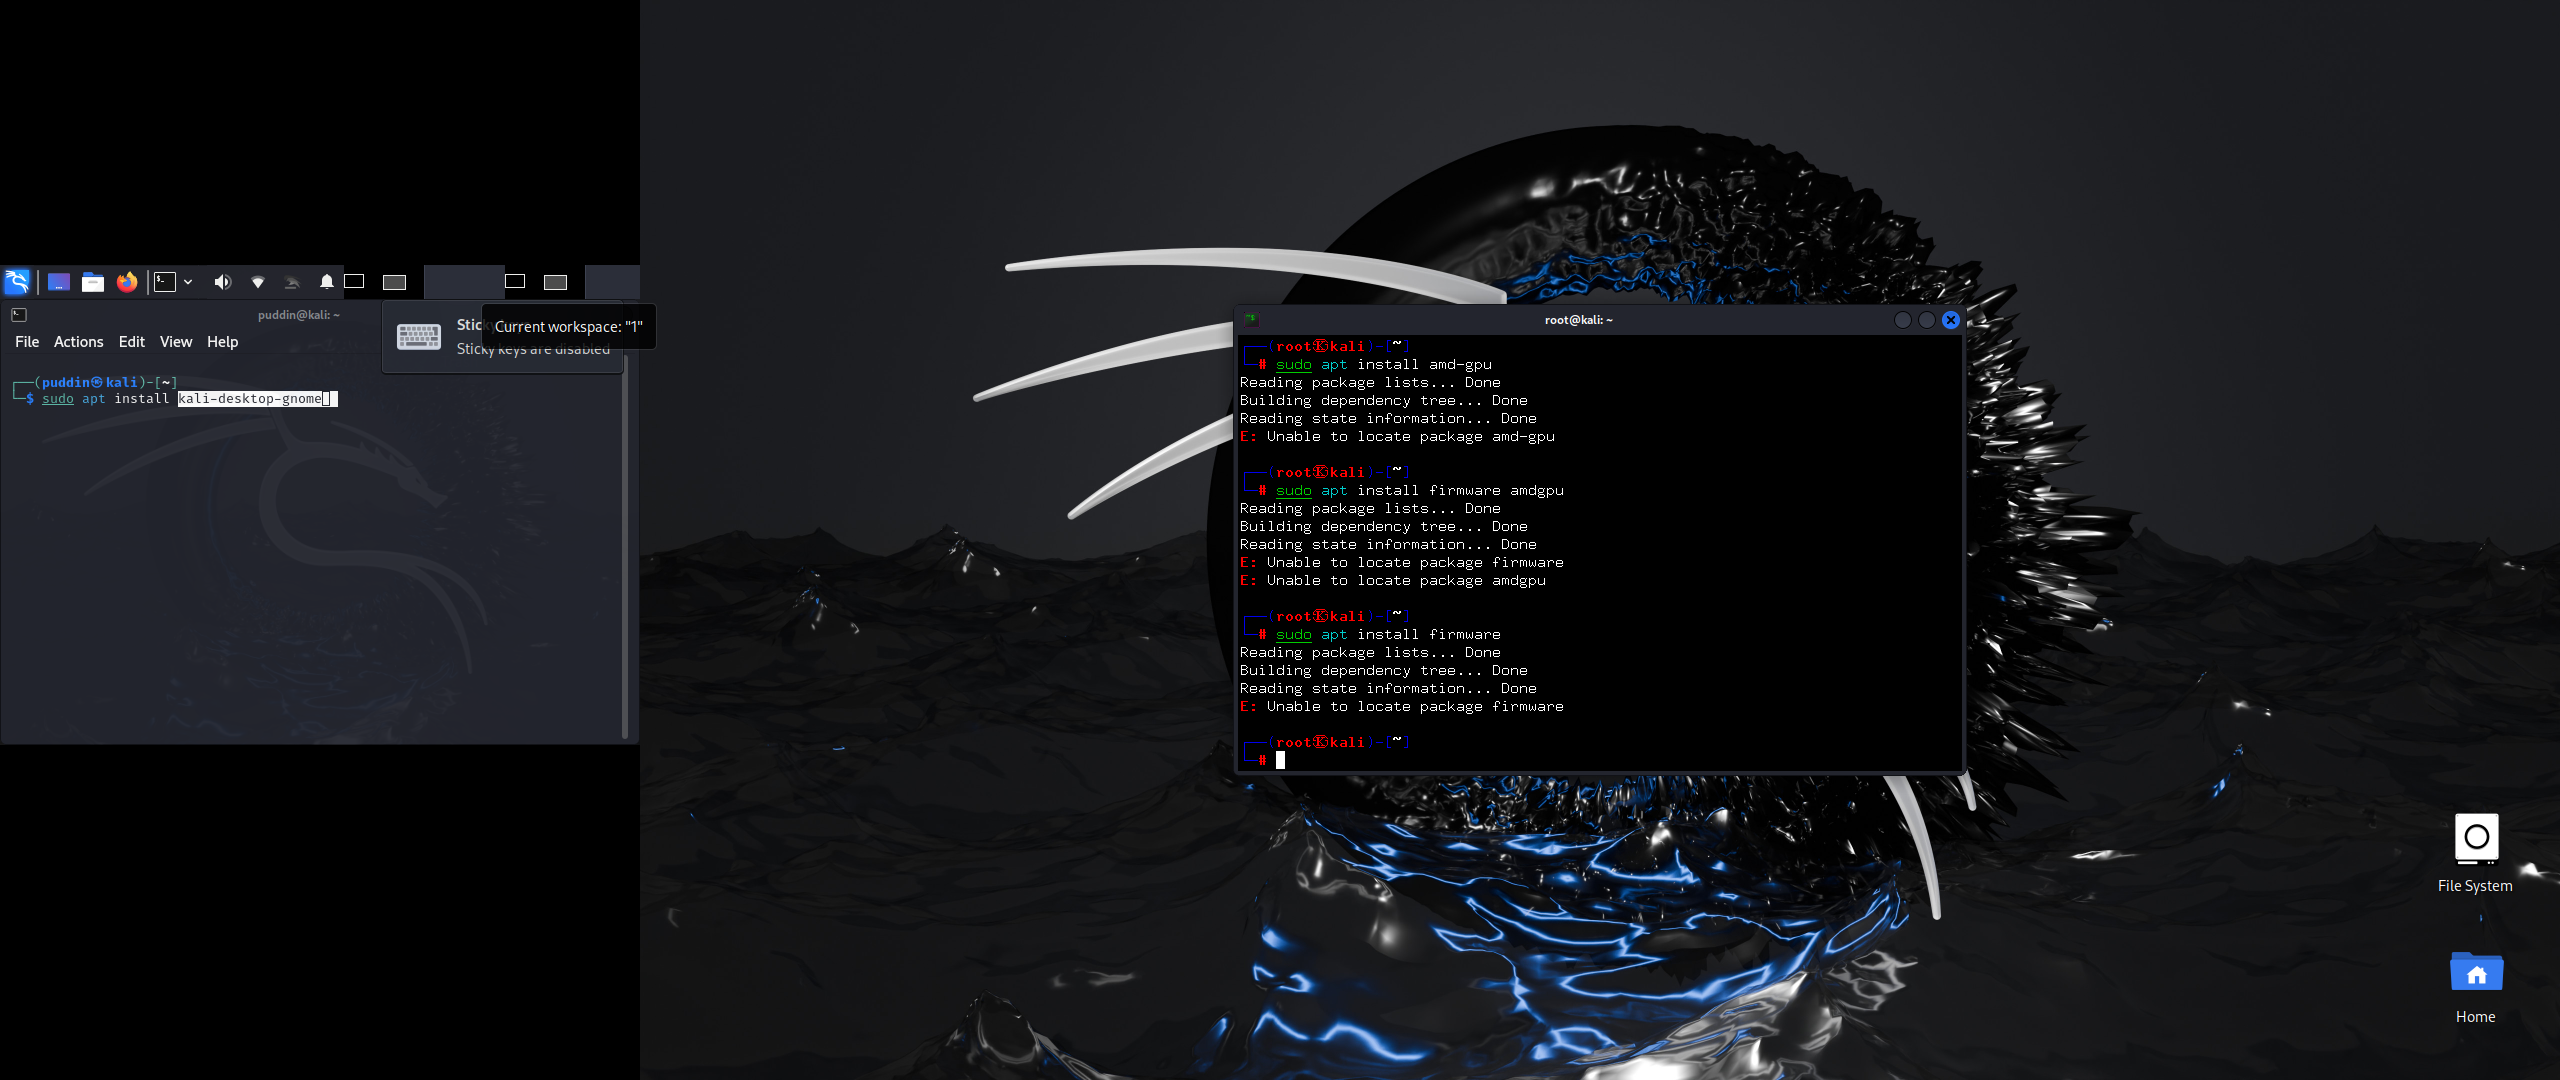 puddin@kali: ~
File Actions Edit View Help
Current workspace: "1"
Sticky keys are disabled
┌──(puddin㉿kali)-[~]
└─$ sudo apt install kali-desktop-gnome
root@kali: ~
┌──(root㉿kali)-[~]
└─# sudo apt install amd-gpu
Reading package lists... Done
Building dependency tree... Done
Reading state information... Done
E: Unable to locate package amd-gpu
┌──(root㉿kali)-[~]
└─# sudo apt install firmware amdgpu
Reading package lists... Done
Building dependency tree... Done
Reading state information... Done
E: Unable to locate package firmware
E: Unable to locate package amdgpu
┌──(root㉿kali)-[~]
└─# sudo apt install firmware
Reading package lists... Done
Building dependency tree... Done
Reading state information... Done
E: Unable to locate package firmware
┌──(root㉿kali)-[~]
└─#
File System
Home